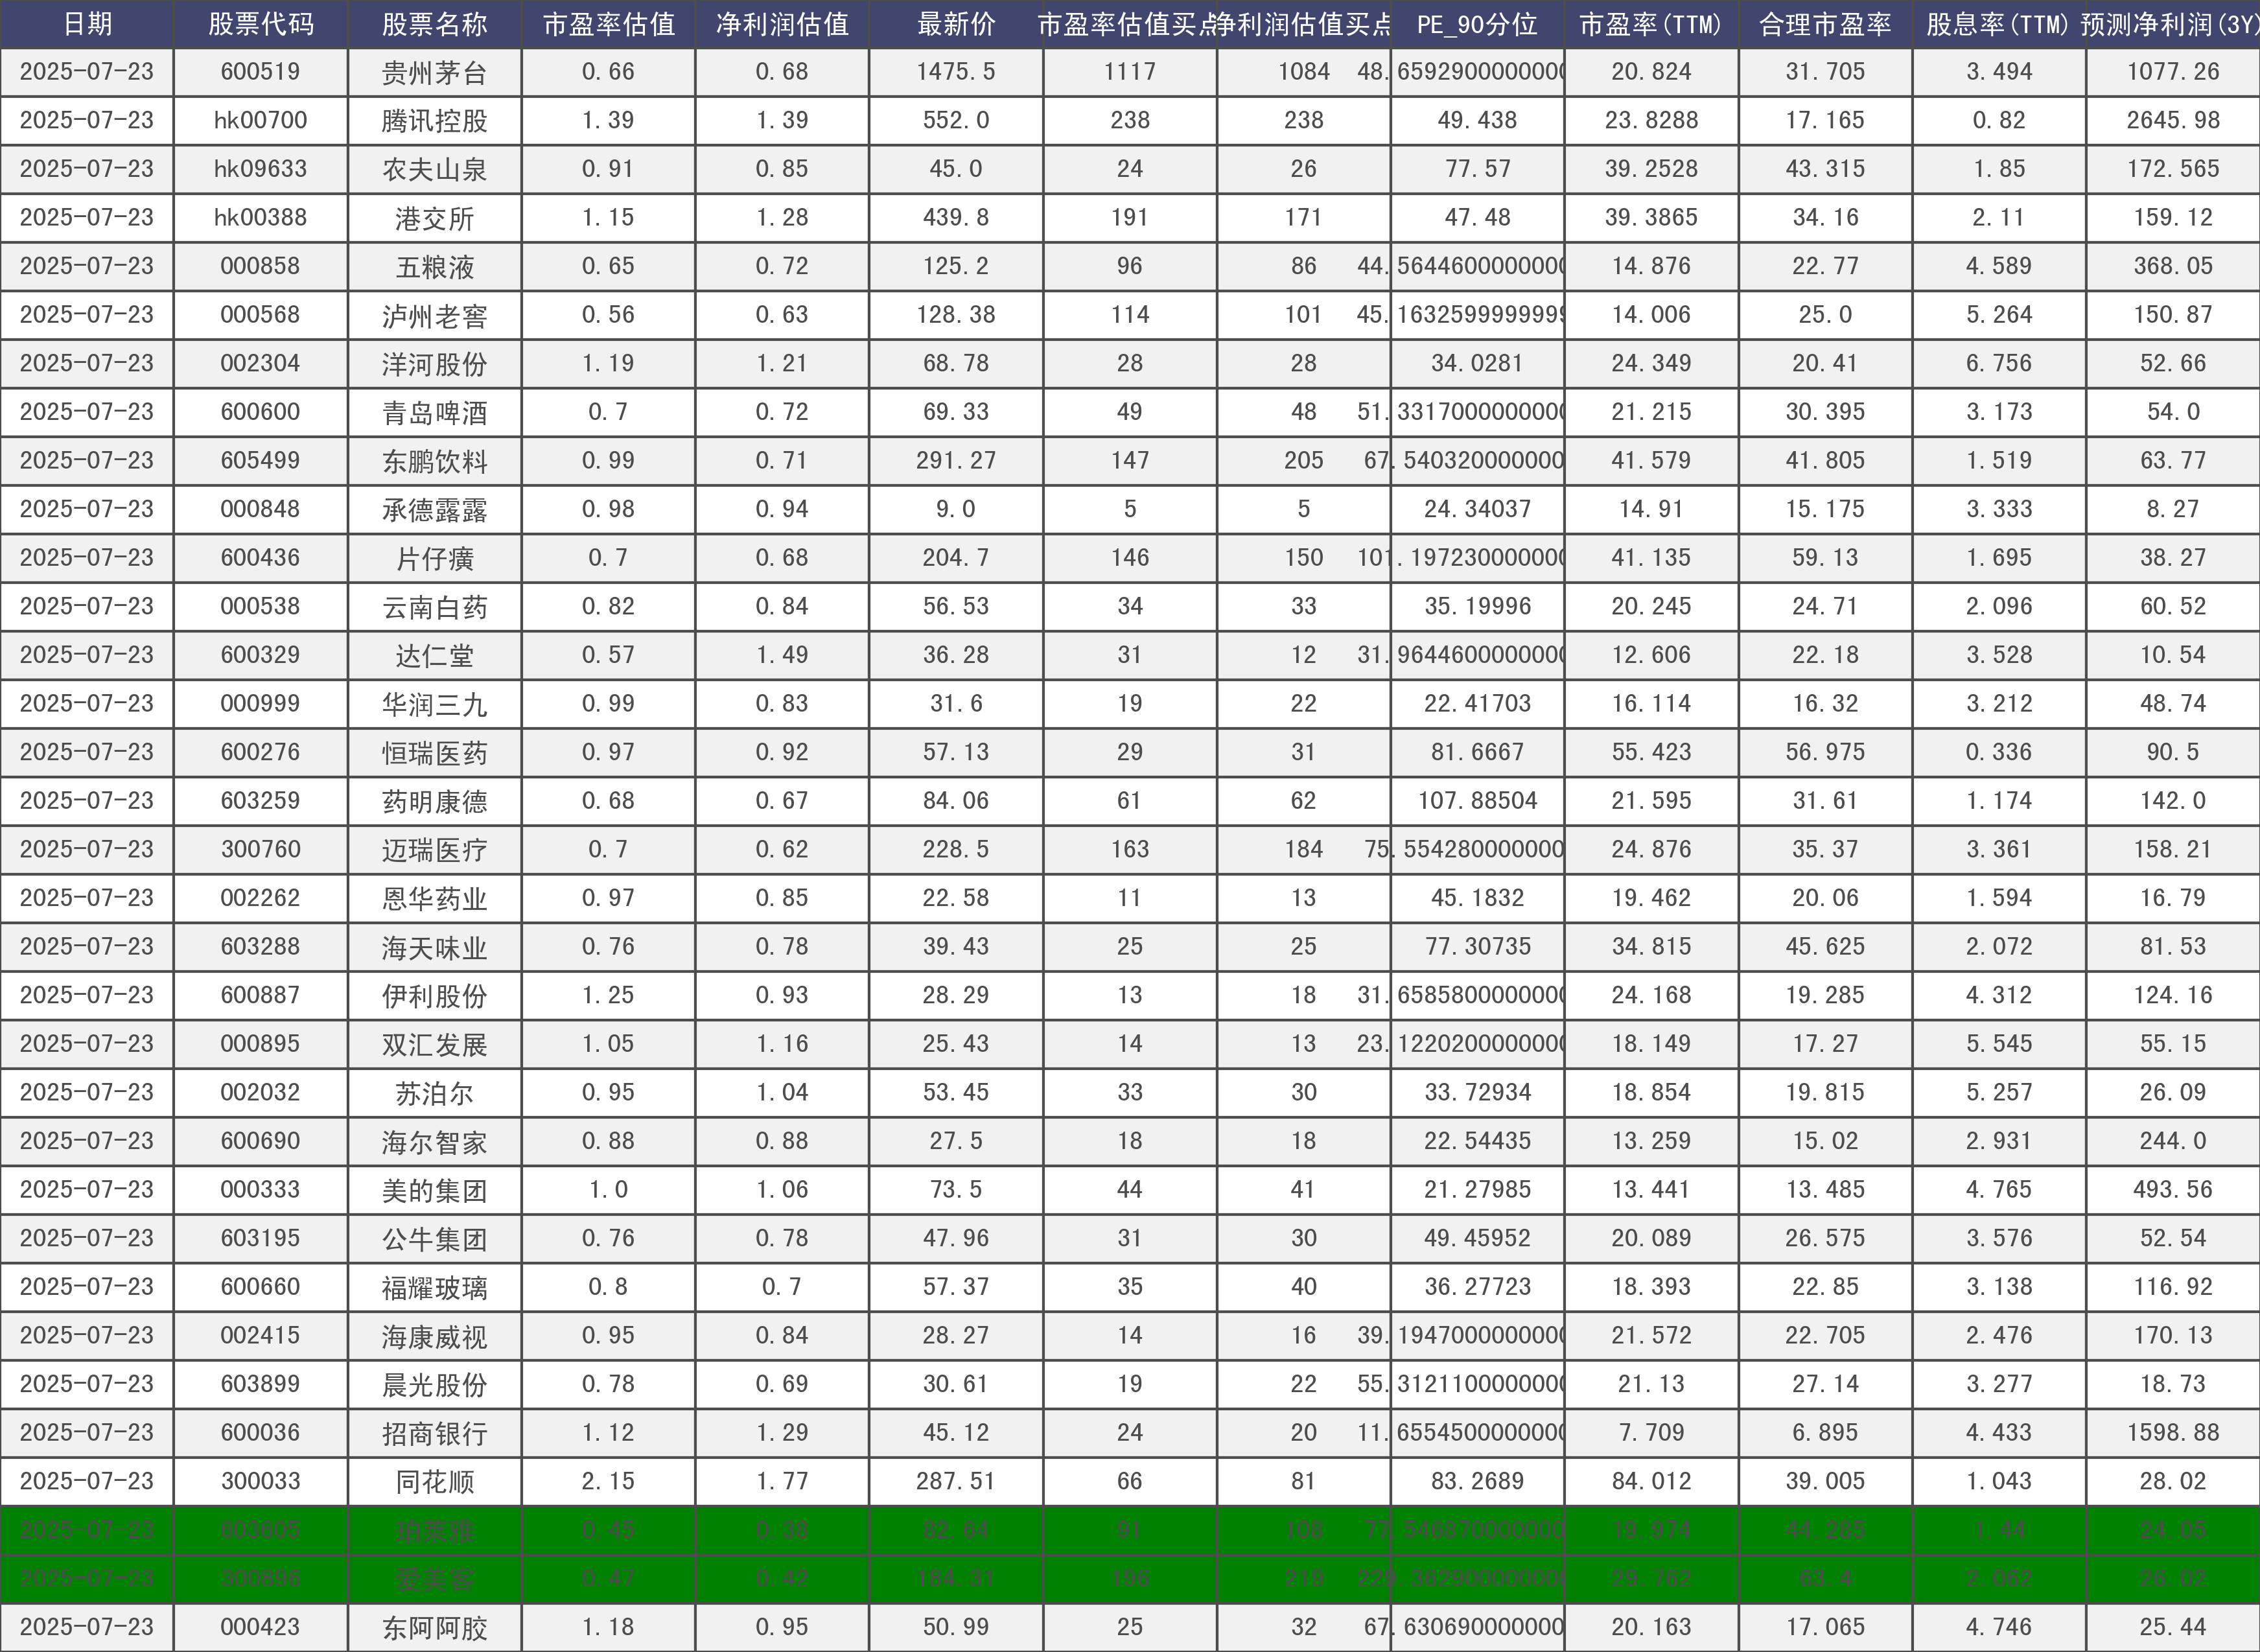 日期 股票代码 股票名称 市盈率估值 净利润估值 最新价 市盈率估值买点 净利润估值买点 PE_90分位 市盈率(TTM) 合理市盈率 股息率(TTM) 预测净利润(3Y)
2025-07-23 600519 贵州茅台 0.66 0.68 1475.5 1117 1084 48.6592900000000 20.824 31.705 3.494 1077.26
2025-07-23 hk00700 腾讯控股 1.39 1.39 552.0 238 238 49.438 23.8288 17.165 0.82 2645.98
2025-07-23 hk09633 农夫山泉 0.91 0.85 45.0 24 26 77.57 39.2528 43.315 1.85 172.565
2025-07-23 hk00388 港交所 1.15 1.28 439.8 191 171 47.48 39.3865 34.16 2.11 159.12
2025-07-23 000858 五粮液 0.65 0.72 125.2 96 86 44.5644600000000 14.876 22.77 4.589 368.05
2025-07-23 000568 泸州老窖 0.56 0.63 128.38 114 101 45.1632599999999 14.006 25.0 5.264 150.87
2025-07-23 002304 洋河股份 1.19 1.21 68.78 28 28 34.0281 24.349 20.41 6.756 52.66
2025-07-23 600600 青岛啤酒 0.7 0.72 69.33 49 48 51.3317000000000 21.215 30.395 3.173 54.0
2025-07-23 605499 东鹏饮料 0.99 0.71 291.27 147 205 67.540320000000 41.579 41.805 1.519 63.77
2025-07-23 000848 承德露露 0.98 0.94 9.0 5 5 24.34037 14.91 15.175 3.333 8.27
2025-07-23 600436 片仔癀 0.7 0.68 204.7 146 150 101.197230000000 41.135 59.13 1.695 38.27
2025-07-23 000538 云南白药 0.82 0.84 56.53 34 33 35.19996 20.245 24.71 2.096 60.52
2025-07-23 600329 达仁堂 0.57 1.49 36.28 31 12 31.9644600000000 12.606 22.18 3.528 10.54
2025-07-23 000999 华润三九 0.99 0.83 31.6 19 22 22.41703 16.114 16.32 3.212 48.74
2025-07-23 600276 恒瑞医药 0.97 0.92 57.13 29 31 81.6667 55.423 56.975 0.336 90.5
2025-07-23 603259 药明康德 0.68 0.67 84.06 61 62 107.88504 21.595 31.61 1.174 142.0
2025-07-23 300760 迈瑞医疗 0.7 0.62 228.5 163 184 75.554280000000 24.876 35.37 3.361 158.21
2025-07-23 002262 恩华药业 0.97 0.85 22.58 11 13 45.1832 19.462 20.06 1.594 16.79
2025-07-23 603288 海天味业 0.76 0.78 39.43 25 25 77.30735 34.815 45.625 2.072 81.53
2025-07-23 600887 伊利股份 1.25 0.93 28.29 13 18 31.6585800000000 24.168 19.285 4.312 124.16
2025-07-23 000895 双汇发展 1.05 1.16 25.43 14 13 23.1220200000000 18.149 17.27 5.545 55.15
2025-07-23 002032 苏泊尔 0.95 1.04 53.45 33 30 33.72934 18.854 19.815 5.257 26.09
2025-07-23 600690 海尔智家 0.88 0.88 27.5 18 18 22.54435 13.259 15.02 2.931 244.0
2025-07-23 000333 美的集团 1.0 1.06 73.5 44 41 21.27985 13.441 13.485 4.765 493.56
2025-07-23 603195 公牛集团 0.76 0.78 47.96 31 30 49.45952 20.089 26.575 3.576 52.54
2025-07-23 600660 福耀玻璃 0.8 0.7 57.37 35 40 36.27723 18.393 22.85 3.138 116.92
2025-07-23 002415 海康威视 0.95 0.84 28.27 14 16 39.1947000000000 21.572 22.705 2.476 170.13
2025-07-23 603899 晨光股份 0.78 0.69 30.61 19 22 55.3121100000000 21.13 27.14 3.277 18.73
2025-07-23 600036 招商银行 1.12 1.29 45.12 24 20 11.6554500000000 7.709 6.895 4.433 1598.88
2025-07-23 300033 同花顺 2.15 1.77 287.51 66 81 83.2689 84.012 39.005 1.043 28.02
2025-07-23 603605 珀莱雅 0.45 0.38 82.64 91 108 77.546870000000 19.974 44.285 1.44 24.05
2025-07-23 300896 爱美客 0.47 0.42 184.31 196 219 229.362900000000 29.762 63.4 2.062 26.02
2025-07-23 000423 东阿阿胶 1.18 0.95 50.99 25 32 67.630690000000 20.163 17.065 4.746 25.44